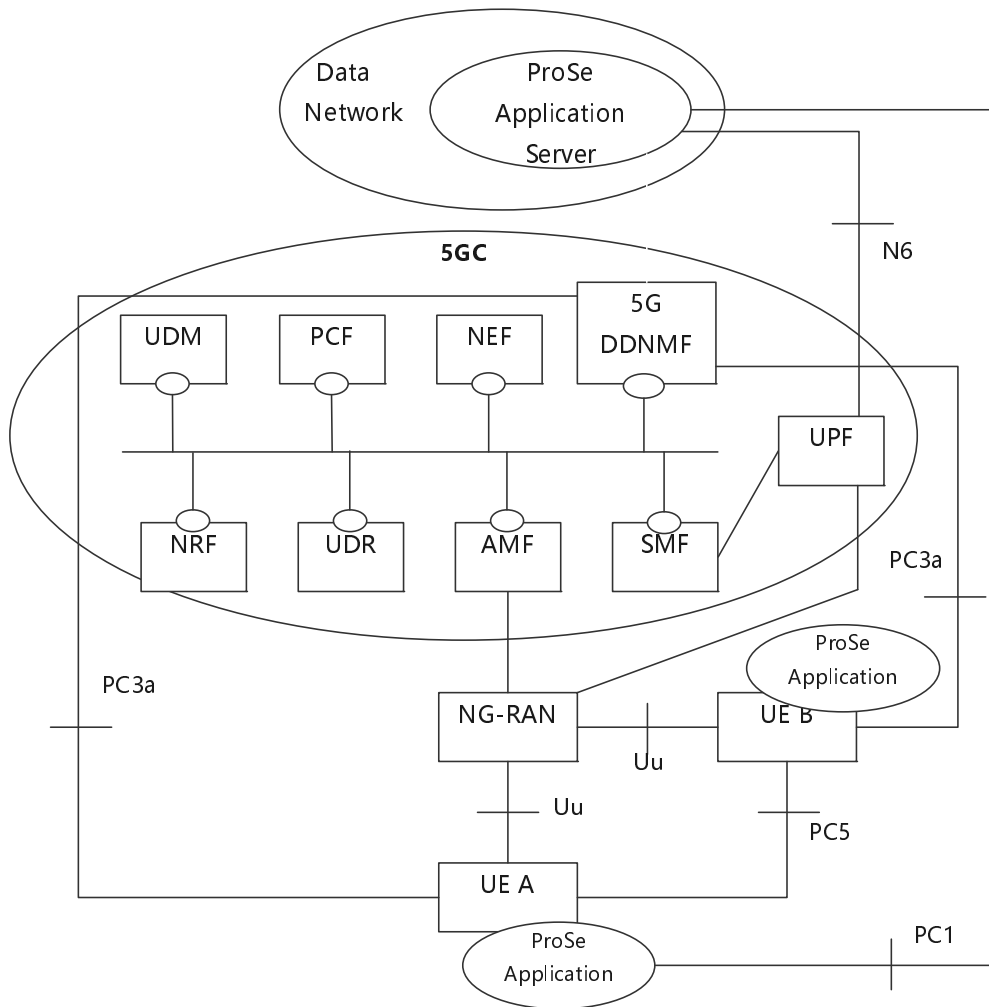 Data
Network
ProSe
Application
Server
N6
5GC
5G
DDNMF
UDM
PCF
NEF
UPF
NRF
UDR
AMF
SMF
PC3a
ProSe
Application
PC3a
NG-RAN
UE B
Uu
Uu
PC5
UE A
ProSe
Application
PC1